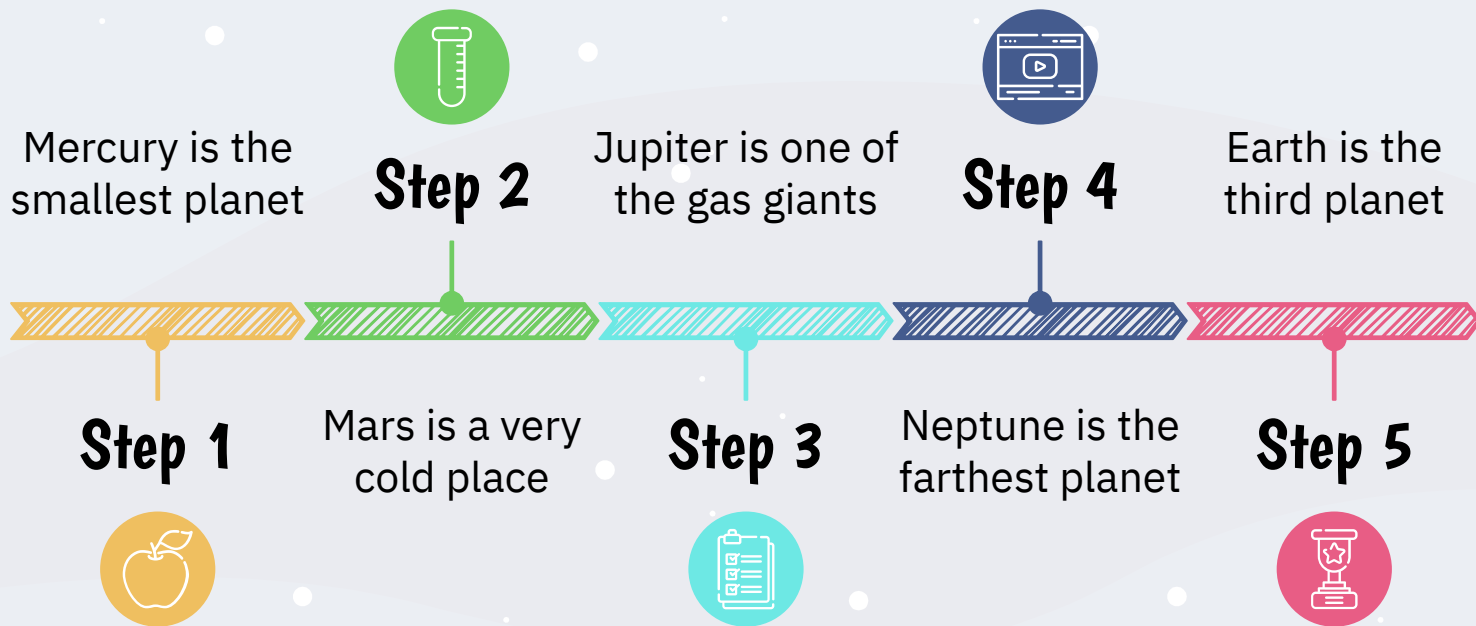 Mercury is the
smallest planet
Step 1
Step 2
Mars is a very
cold place
Jupiter is one of
the gas giants
Step 3
Step 4
Neptune is the
farthest planet
Earth is the
third planet
Step 5